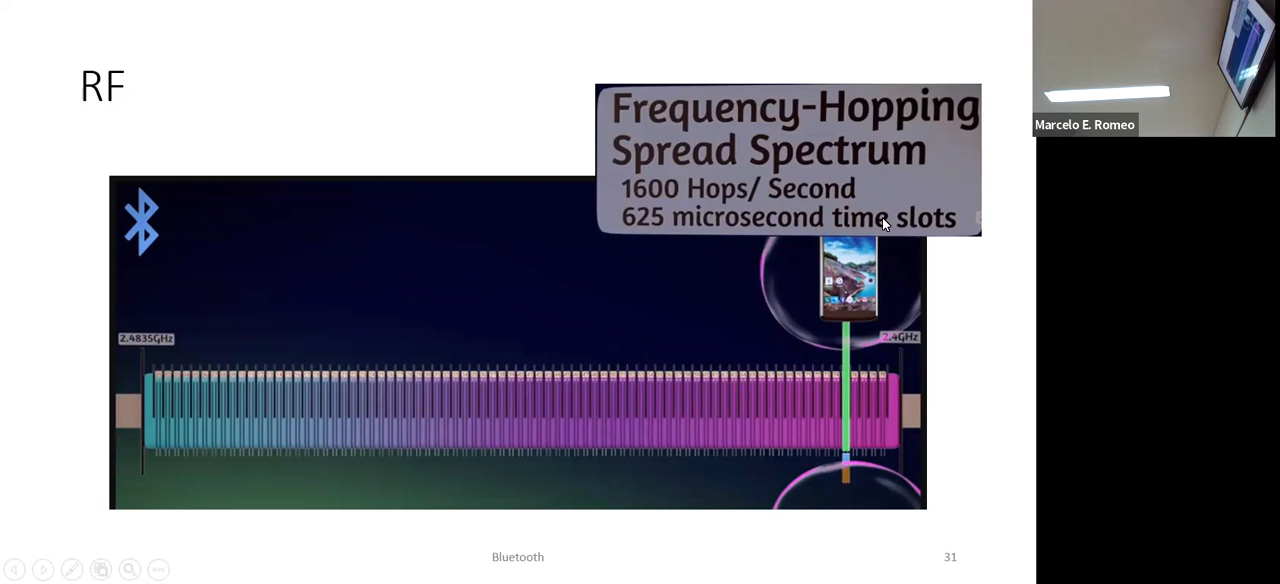 RF
Frequency-Hopping
Spread Spectrum
1600 Hops/ Second
625 microsecond time slots
2.4835GHz
2.4GHz
Bluetooth
31
Marcelo E. Romeo